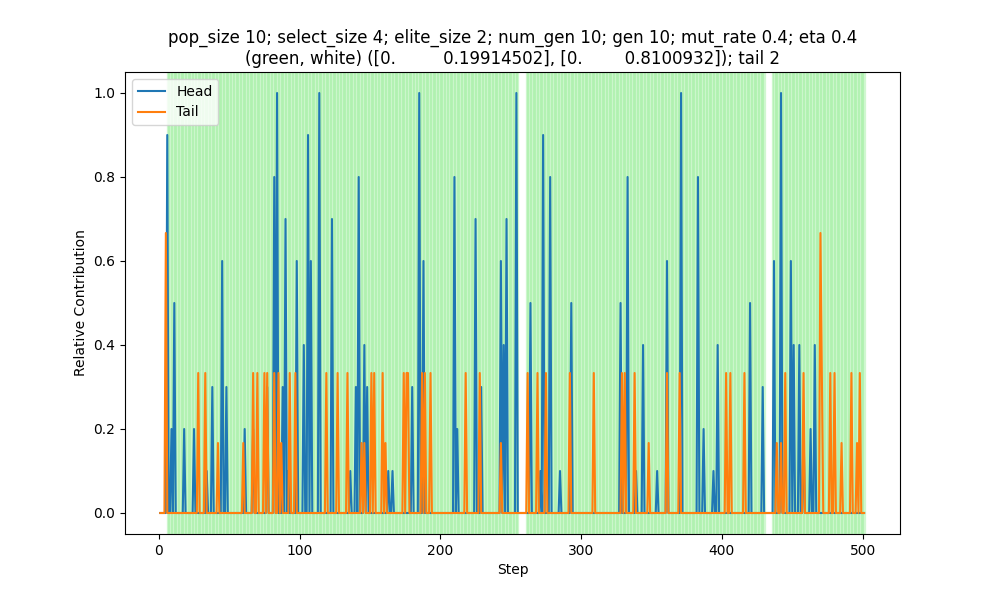 pop_size 10; select_size 4; elite_size 2; num_gen 10; gen 10; mut_rate 0.4; eta 0.4
(green, white) ([0. 0.19914502], [0. 0.8100932]); tail 2
Head
Tail
1.0
0.8
0.6
0.4
0.2
0.0
Relative Contribution
0 100 200 300 400 500
Step